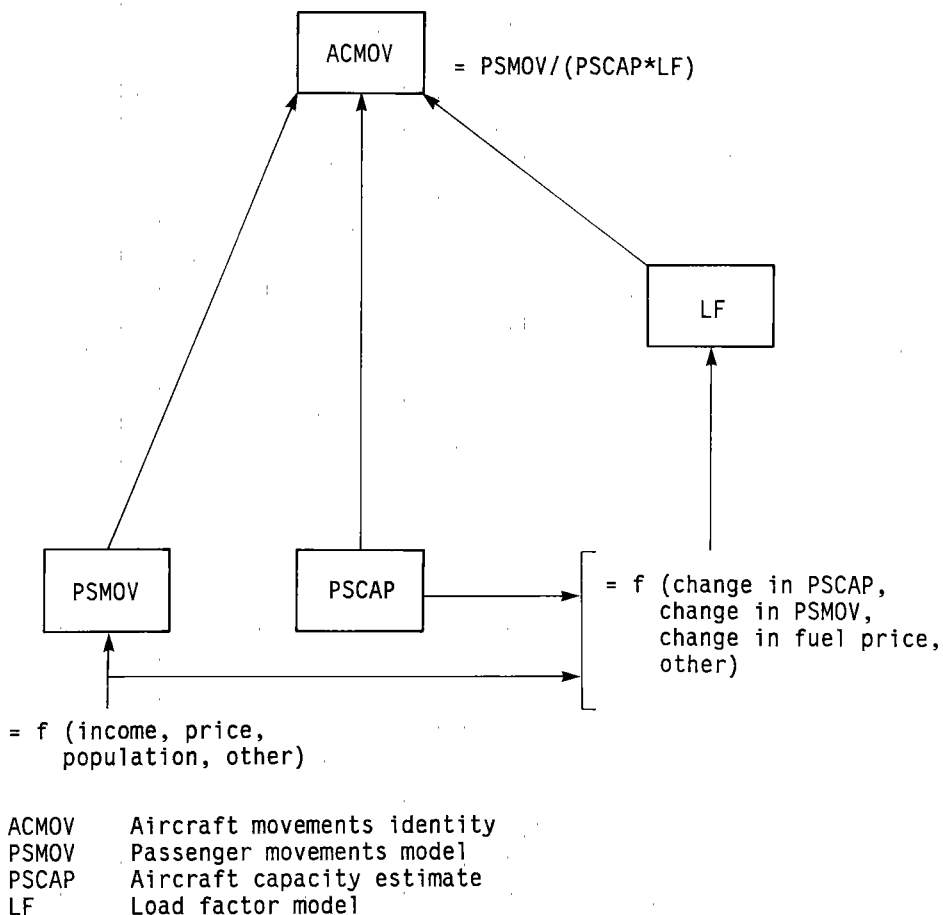 ACMOV
= PSMOV/(PSCAP*LF)
LF
PSMOV
PSCAP
= f (change in PSCAP,
change in PSMOV,
change in fuel price,
other)
= f (income, price,
population, other)
ACMOV Aircraft movements identity
PSMOV Passenger movements model
PSCAP Aircraft capacity estimate
LF Load factor model